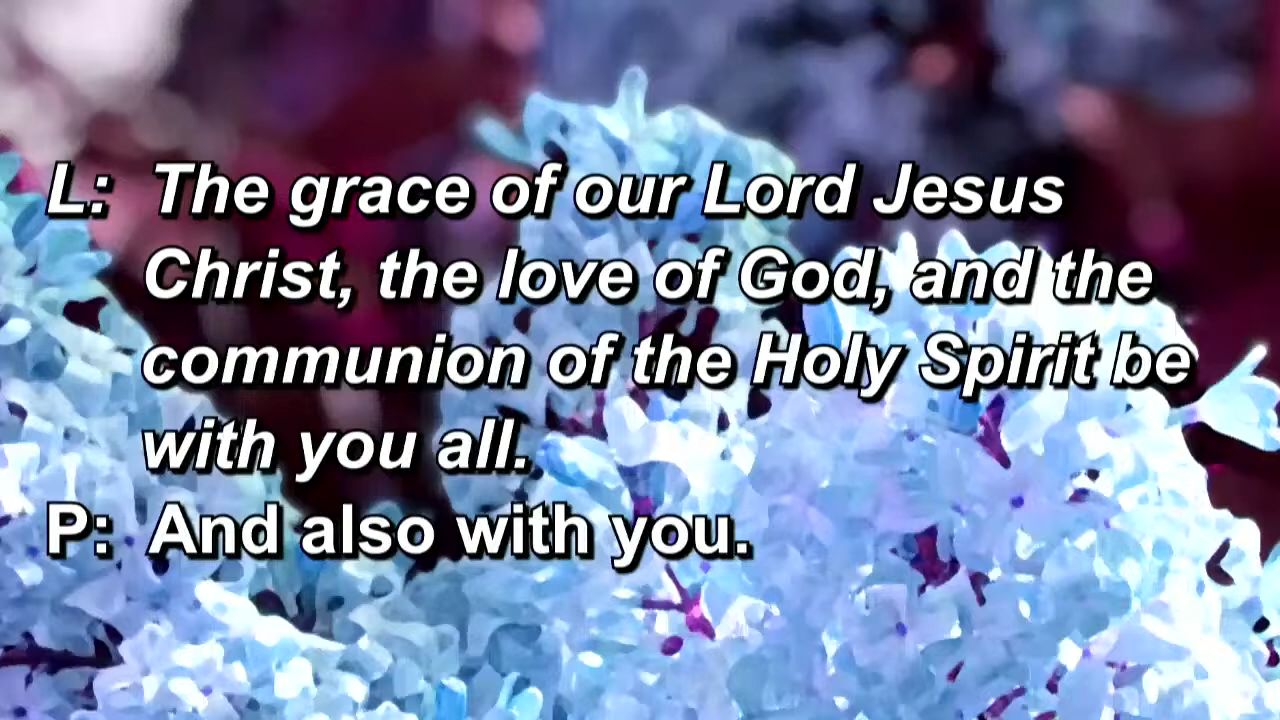 L: The grace of our Lord Jesus
Christ, the love of God, and the
communion of the Holy Spirit be
with you all.
P: And also with you.